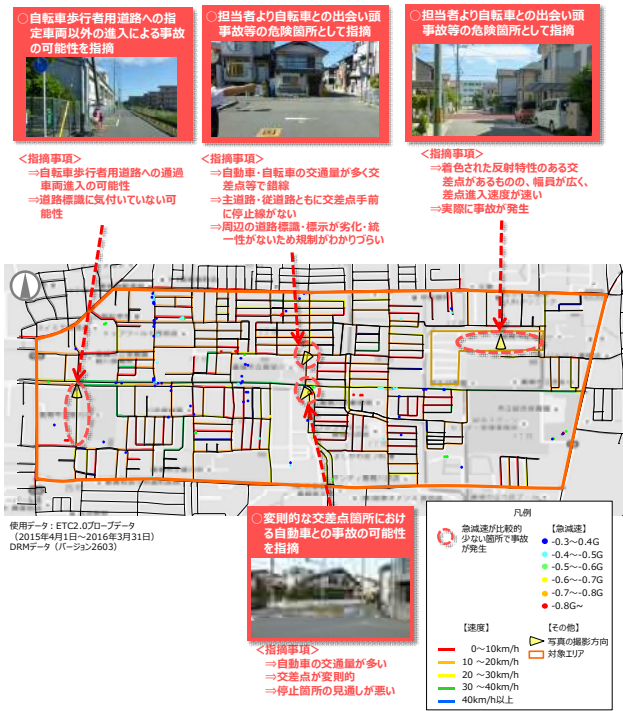 ○自転車歩行者用道路への指
定車両以外の進入による事故
の可能性を指摘
＜指摘事項＞
⇒自転車歩行者用道路への通過
車両進入の可能性
⇒道路標識に気付いていない可
能性
○担当者より自転車との出会い頭
事故等の危険箇所として指摘
＜指摘事項＞
⇒自動車・自転車の交通量が多く交
差点等で錯綜
⇒主道路・従道路ともに交差点手前
に停止線がない
⇒周辺の道路標識・標示が劣化・統
一性がないため規制がわかりづらい
○担当者より自転車との出会い頭
事故等の危険箇所として指摘
＜指摘事項＞
⇒着色された反射特性のある交
差点があるものの、幅員が広く、
差点進入速度が速い
⇒実際に事故が発生
使用データ：ETC2.0プローブデータ
（2015年4月1日～2016年3月31日）
DRMデータ（バージョン2603）
○変則的な交差点箇所におけ
る自動車との事故の可能性
を指摘
＜指摘事項＞
⇒自動車の交通量が多い
⇒交差点が変則的
⇒停止箇所の見通しが悪い
凡例
急減速が比較的
少ない箇所で事故
が発生
【急減速】
-0.3～-0.4G
-0.4～-0.5G
-0.5～-0.6G
-0.6～-0.7G
-0.7～-0.8G
-0.8G~
【速度】
0～10km/h
10 ～20km/h
20 ～30km/h
30 ～40km/h
40km/h以上
【その他】
写真の撮影方向
対象エリア